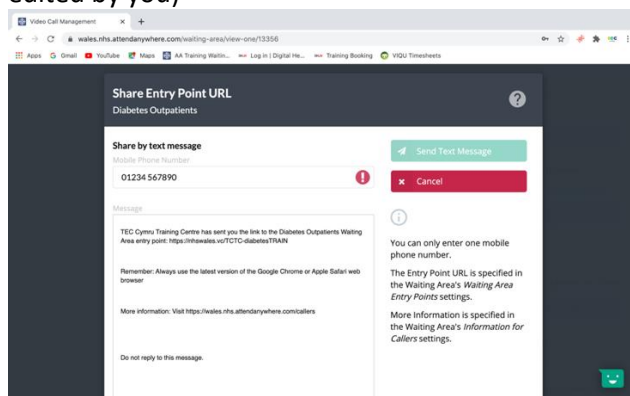 edited by you)
Video Call Management
wales.nhs.attendanywhere.com/waiting-area/view-one/13356
Apps Gmail YouTube Maps AA Training Waitin... Log in | Digital He... Training Booking VIQU Timesheets
Share Entry Point URL
Diabetes Outpatients
Share by text message
Mobile Phone Number
01234 567890
Send Text Message
Cancel
Message
TEC Cymru Training Centre has sent you the link to the Diabetes Outpatients Waiting
Area entry point: https://nhswales.vc/TCTC-diabetesTRAIN
Remember: Always use the latest version of the Google Chrome or Apple Safari web
browser
More information: Visit https://wales.nhs.attendanywhere.com/callers
Do not reply to this message.
You can only enter one mobile
phone number.
The Entry Point URL is specified in
the Waiting Area's Waiting Area
Entry Points settings.
More Information is specified in
the Waiting Area's Information for
Callers settings.